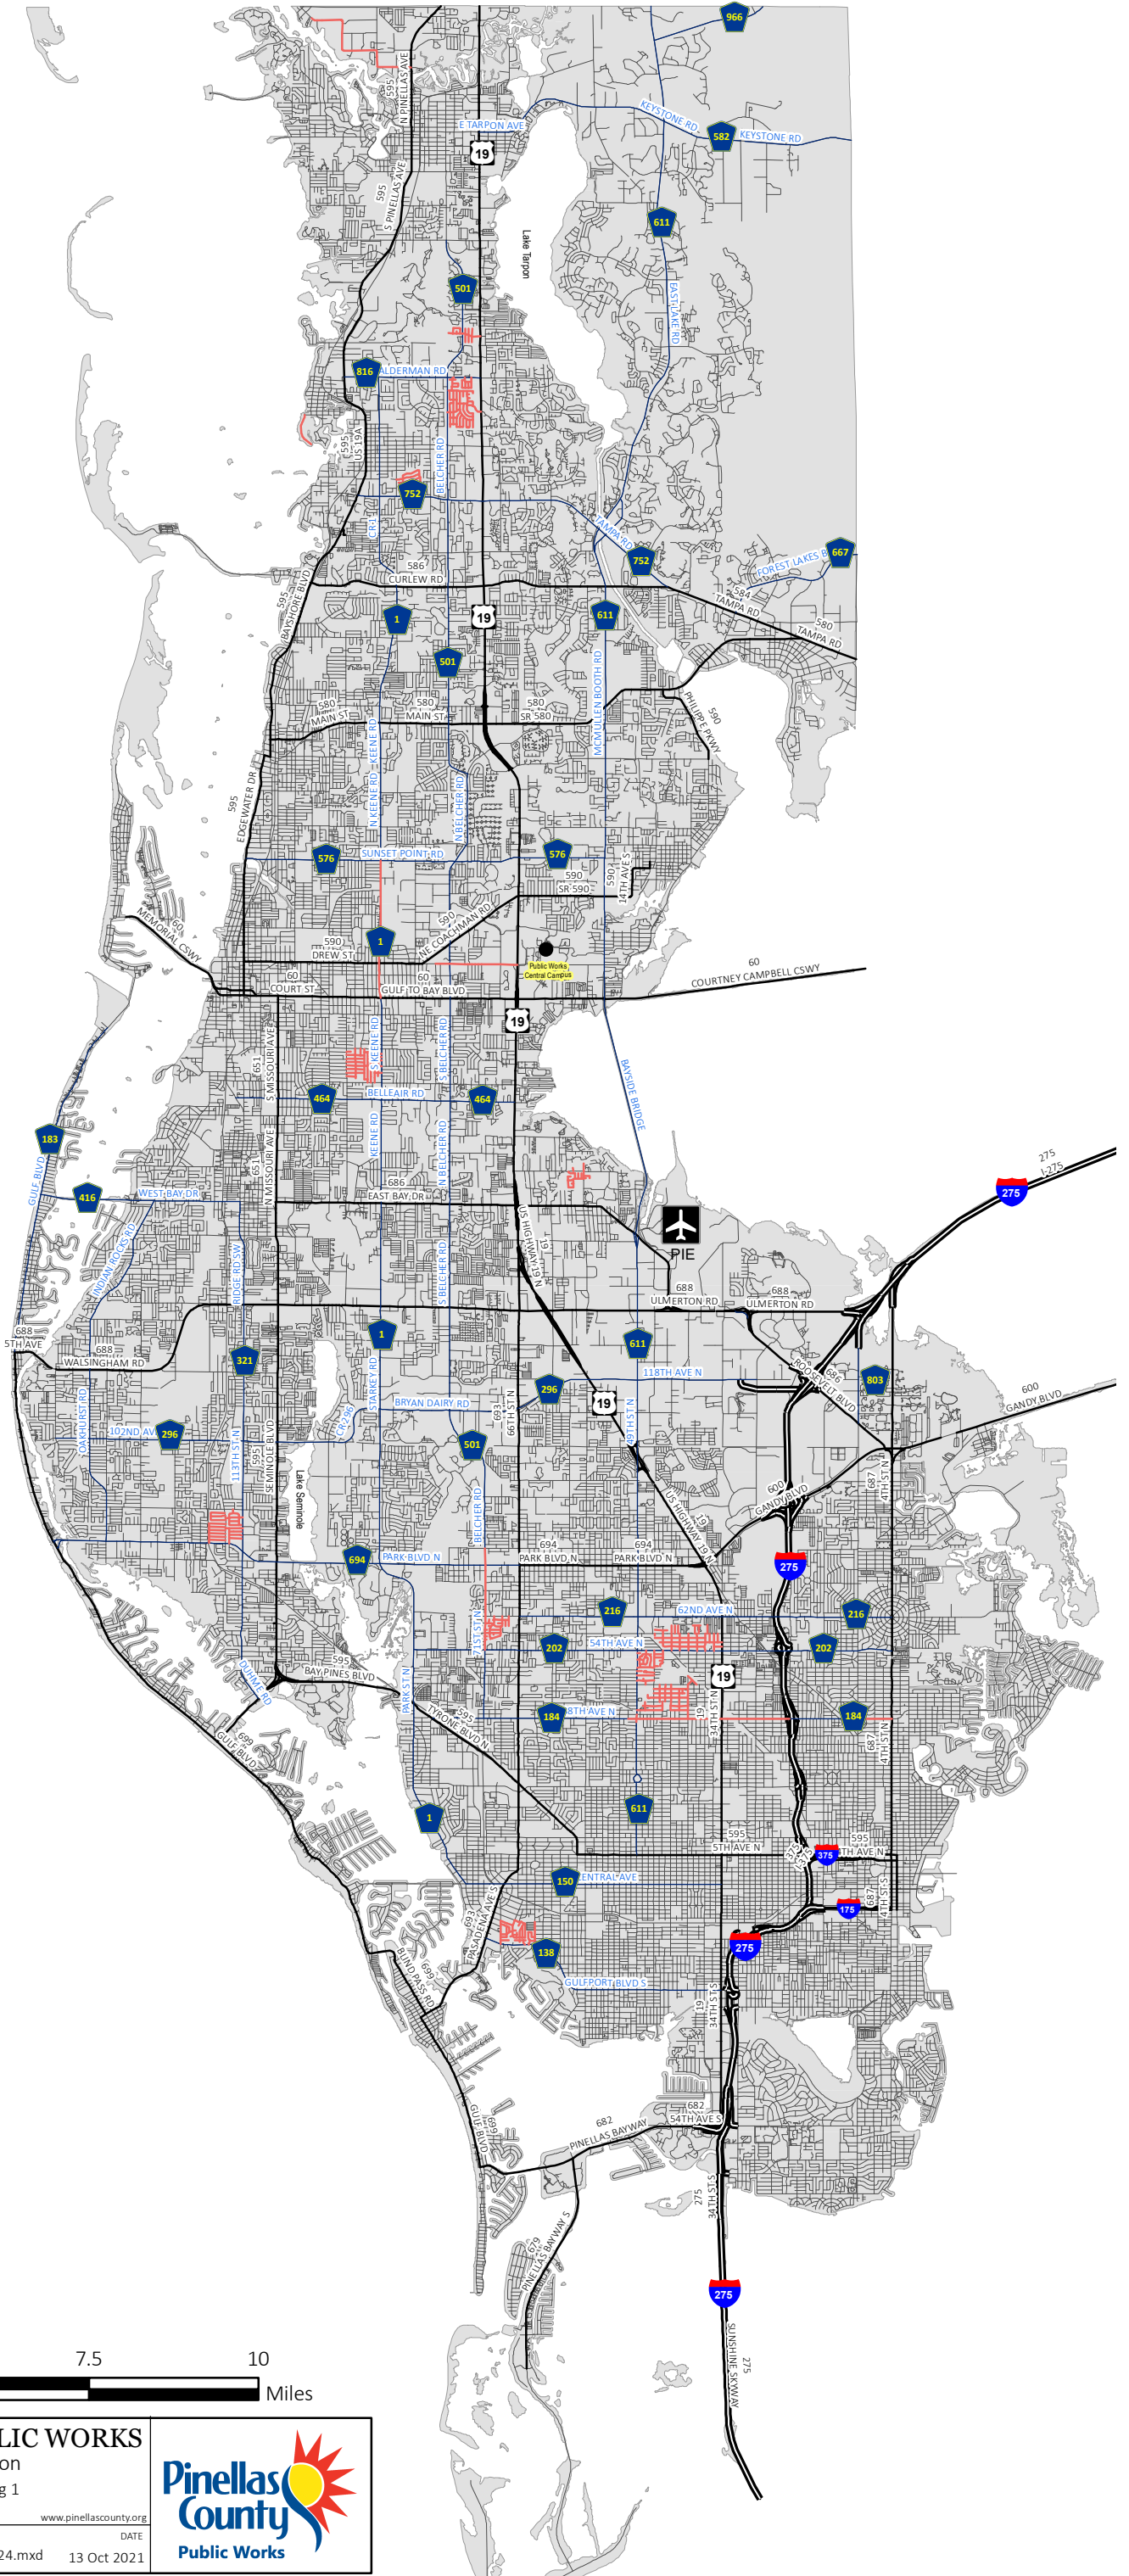 966
595
N PINELLAS AVE
E TARPON AVE
KEYSTONE RD
582
KEYSTONE RD
19
595
S PINELLAS AVE
611
Lake Tarpon
501
EAST LAKE RD
816
ALDERMAN RD
595
US 19A
BELCHER RD
752
CR-1
TAMPA RD
752
FOREST LAKES B
667
586
CURLEW RD
584
TAMPA RD
595
BAYSHORE BLVD
1
19
611
580
TAMPA RD
501
MCMULLEN BOOTH RD
580
MAIN ST
580
MAIN ST
580
SR 580
590
PHILIPPE PKWY
KEENE RD
N KEENE RD
N BELCHER RD
595
EDGEWATER DR
576
SUNSET POINT RD
576
590
SR 590
590
14TH AVE S
60
MEMORIAL CSWY
590
DREW ST
1
590
NE COACHMAN RD
Public Works
Central Campus
60
COURT ST
60
GULF TO BAY BLVD
60
COURTNEY CAMPBELL CSWY
19
651
S MISSOURI AVE
S KEENE RD
S BELCHER RD
BAYSIDE BRIDGE
464
BELLEAIR RD
464
183
GULF BLVD
651
N MISSOURI AVE
KEENE RD
N BELCHER RD
275
I-275
275
416
WEST BAY DR
686
EAST BAY DR
PIE
INDIAN ROCKS RD
RIDGE RD SW
S BELCHER RD
19
US HIGHWAY 19 N
688
ULMERTON RD
688
ULMERTON RD
688
5TH AVE
688
WALSINGHAM RD
321
1
611
118TH AVE N
686
ROOSEVELT BLVD
803
STARKEY RD
BRYAN DAIRY RD
296
19
600
GANDY BLVD
OAKHURST RD
102ND AV
296
113TH ST N
595
SEMINOLE BLVD
CR-296
501
693
66TH ST N
49TH ST N
Lake Seminole
BELCHER RD
19
US HIGHWAY 19 N
600
GANDY BLVD
687
4TH ST N
694
PARK BLVD N
694
PARK BLVD N
694
PARK BLVD N
275
216
62ND AVE N
216
71ST ST N
202
54TH AVE N
202
DUHME RD
595
BAY PINES BLVD
PARK ST N
19
699
GULF BLVD
595
TYRONE BLVD N
184
8TH AVE N
19
34TH ST N
184
687
4TH ST N
1
611
595
5TH AVE N
375
I-375
375
595
TH AVE N
150
ENTRAL AVE
175
687
4TH ST S
693
PASADENA AVE S
138
275
699
BLIND PASS RD
GULFPORT BLVD S
19
34TH ST S
699
GULF BLVD
682
PINELLAS BAYWAY
682
54TH AVE S
275
34TH ST S
679
PINELLAS BAYWAY S
275
275
SUNSHINE SKYWAY
7.5
10
Miles
LIC WORKS
on
g 1
www.pinellascounty.org
DATE
24.mxd
13 Oct 2021
Pinellas
County
Public Works